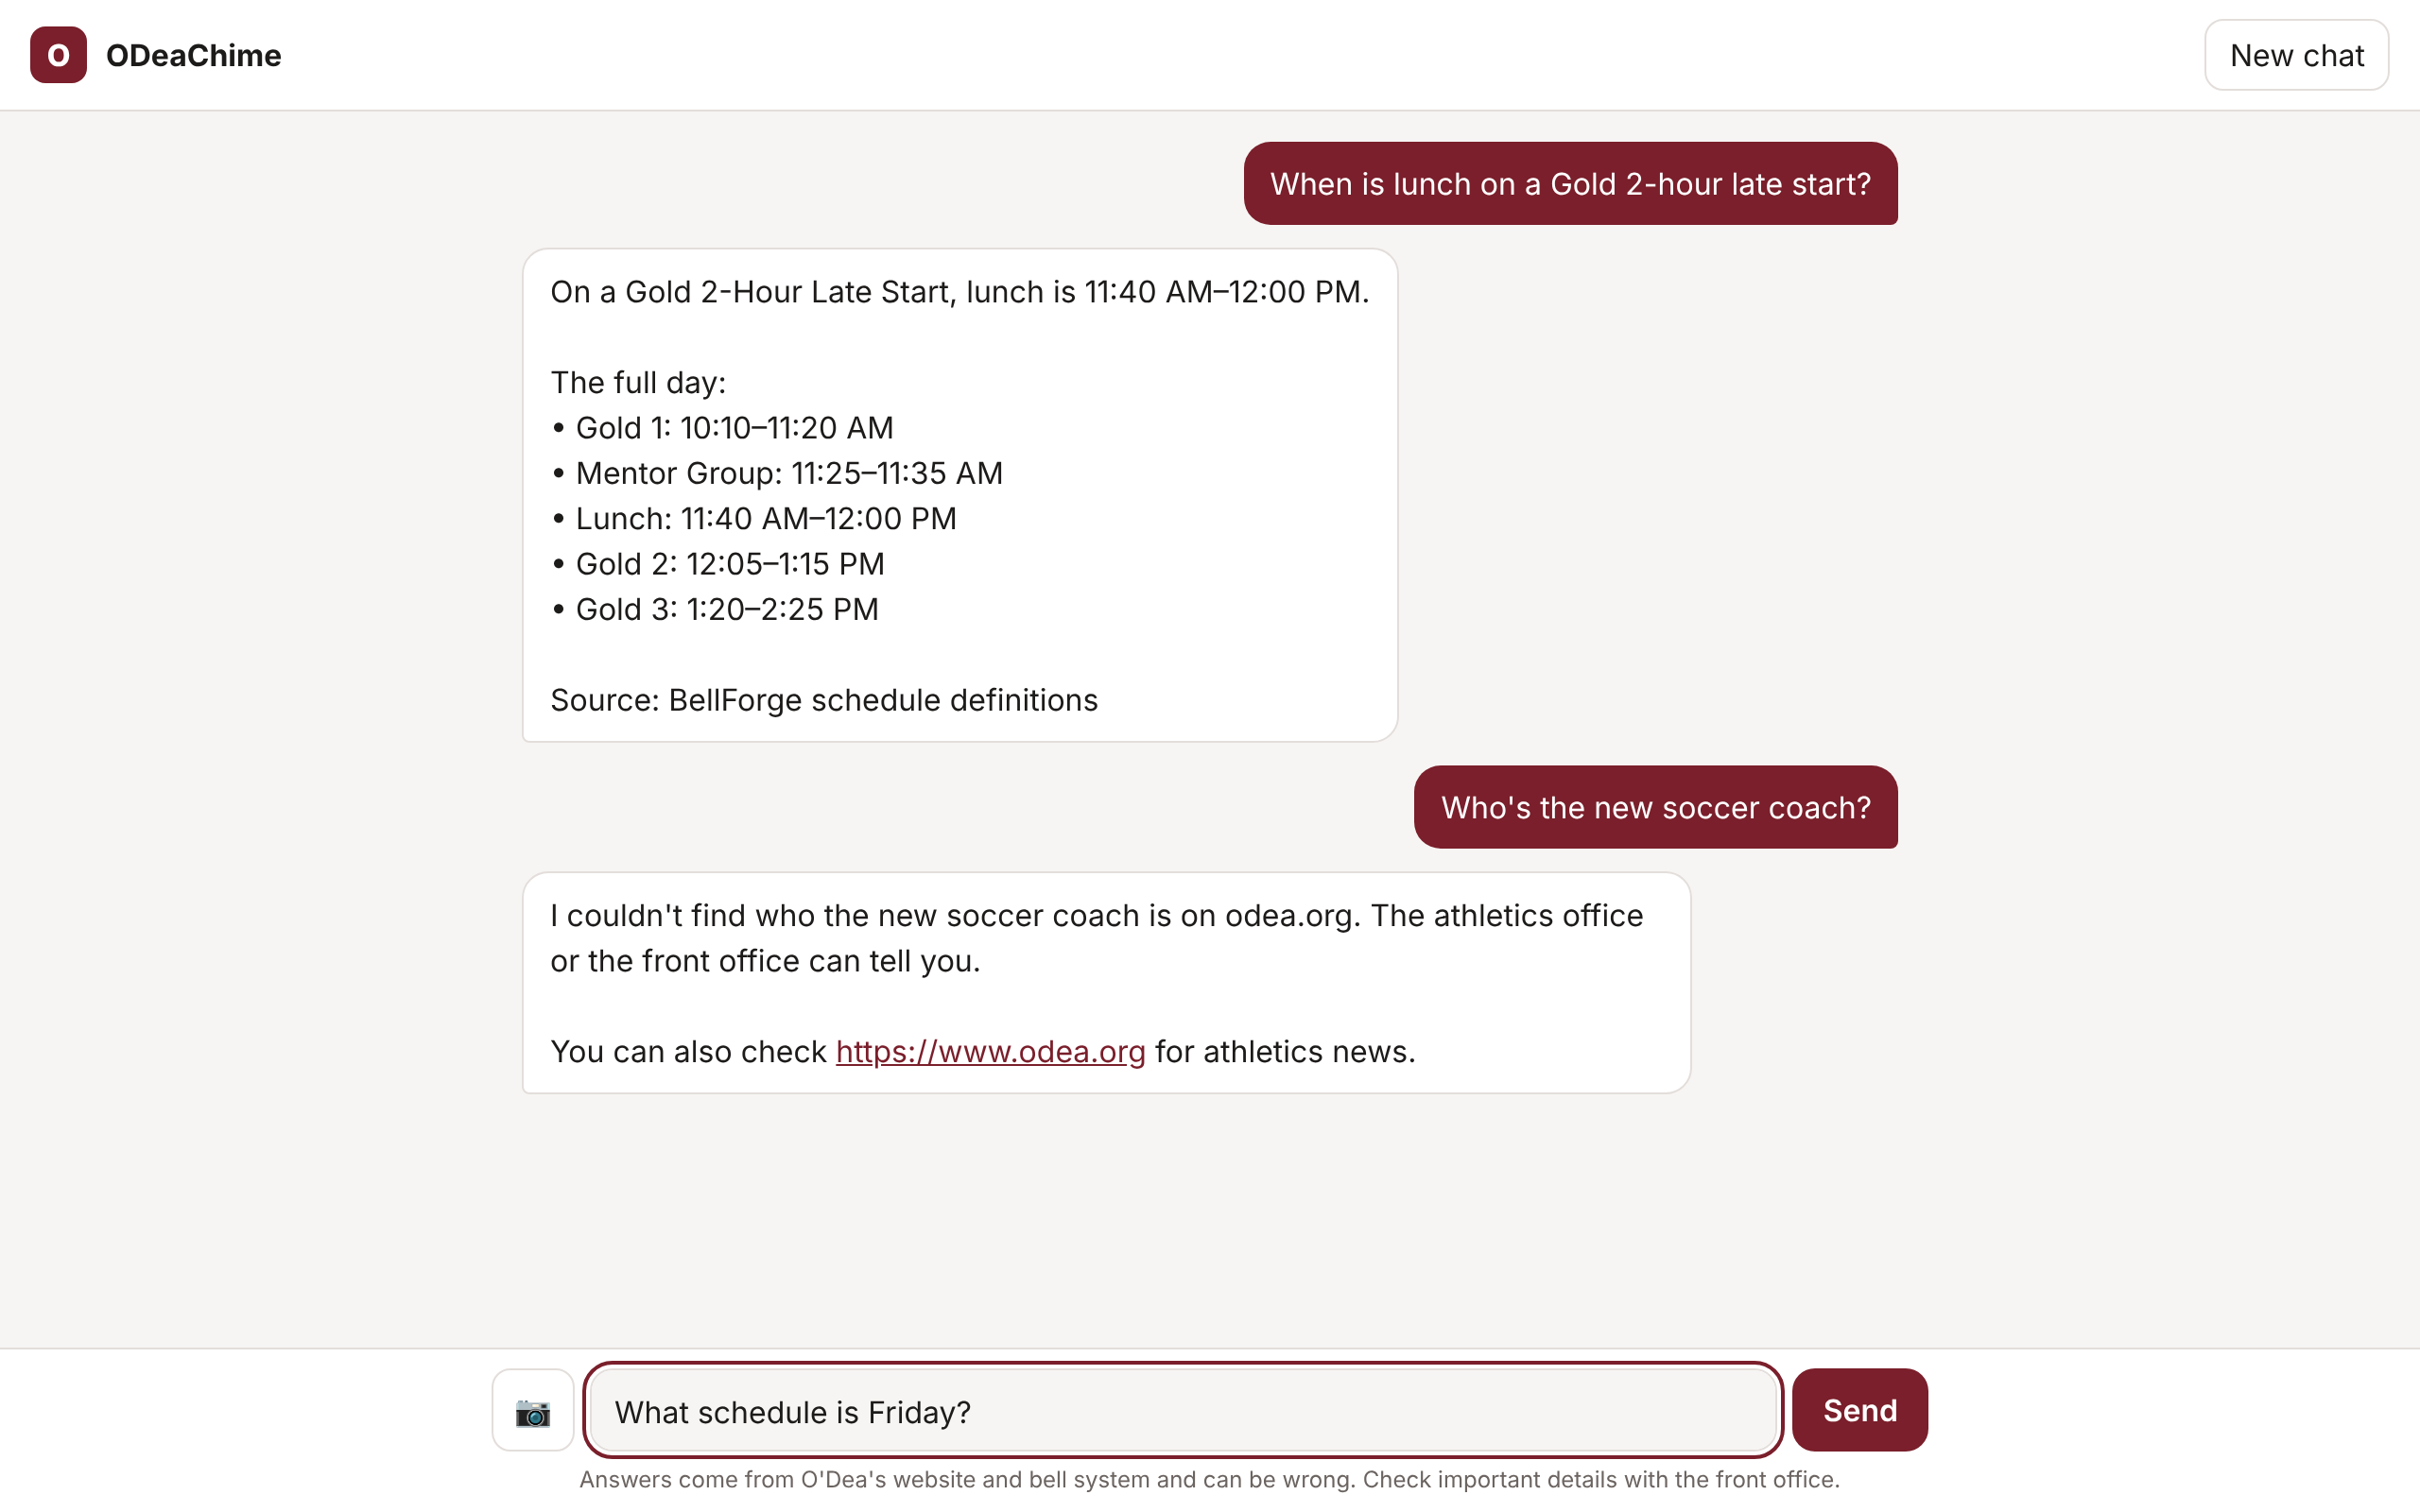 O ODeaChime
New chat
When is lunch on a Gold 2-hour late start?
On a Gold 2-Hour Late Start, lunch is 11:40 AM–12:00 PM.
The full day:
• Gold 1: 10:10–11:20 AM
• Mentor Group: 11:25–11:35 AM
• Lunch: 11:40 AM–12:00 PM
• Gold 2: 12:05–1:15 PM
• Gold 3: 1:20–2:25 PM
Source: BellForge schedule definitions
Who's the new soccer coach?
I couldn't find who the new soccer coach is on odea.org. The athletics office
or the front office can tell you.
You can also check https://www.odea.org for athletics news.
What schedule is Friday?
Send
Answers come from O'Dea's website and bell system and can be wrong. Check important details with the front office.